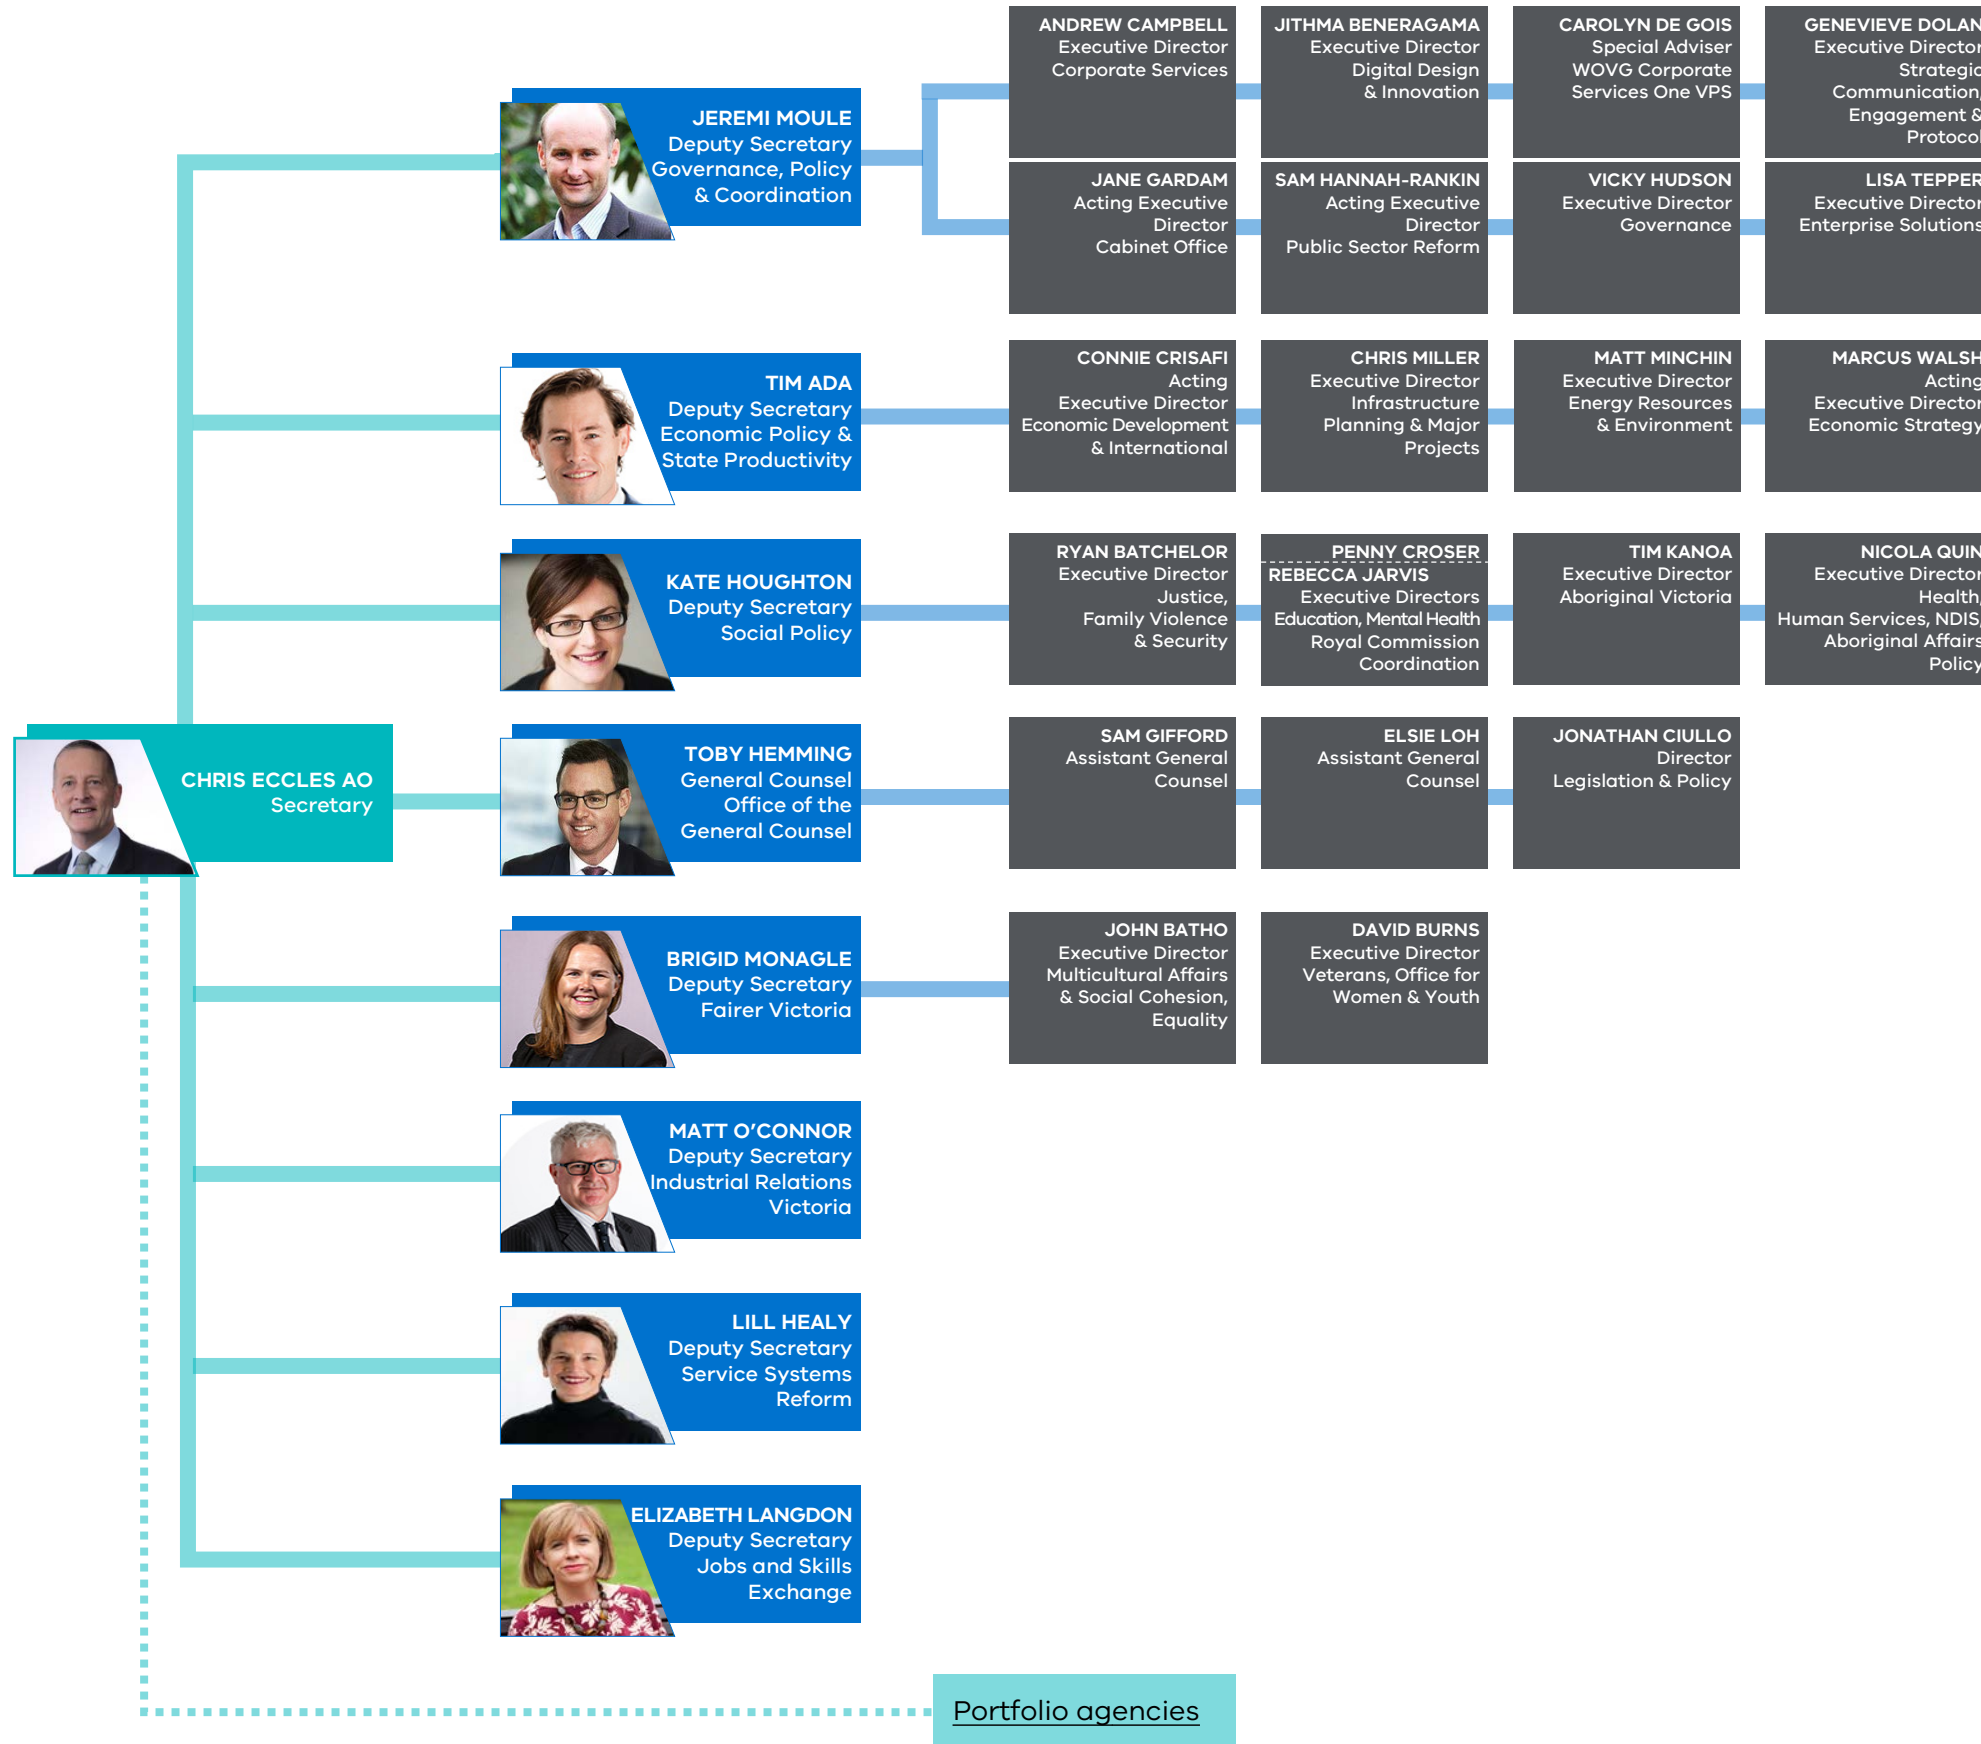 ANDREW CAMPBELL
Executive Director
Corporate Services
JITHMA BENERAGAMA
Executive Director
Digital Design
& Innovation
CAROLYN DE GOIS
Special Adviser
WOVG Corporate
Services One VPS
GENEVIEVE DOLAN
Executive Director
Strategic
Communication,
Engagement &
Protocol
JEREMI MOULE
Deputy Secretary
Governance, Policy
& Coordination
JANE GARDAM
Acting Executive
Director
Cabinet Office
SAM HANNAH-RANKIN
Acting Executive
Director
Public Sector Reform
VICKY HUDSON
Executive Director
Governance
LISA TEPPER
Executive Director
Enterprise Solutions
TIM ADA
Deputy Secretary
Economic Policy &
State Productivity
CONNIE CRISAFI
Acting
Executive Director
Economic Development
& International
CHRIS MILLER
Executive Director
Infrastructure
Planning & Major
Projects
MATT MINCHIN
Executive Director
Energy Resources
& Environment
MARCUS WALSH
Acting
Executive Director
Economic Strategy
KATE HOUGHTON
Deputy Secretary
Social Policy
RYAN BATCHELOR
Executive Director
Justice,
Family Violence
& Security
PENNY CROSER
REBECCA JARVIS
Executive Directors
Education, Mental Health
Royal Commission
Coordination
TIM KANOA
Executive Director
Aboriginal Victoria
NICOLA QUIN
Executive Director
Health,
Human Services, NDIS,
Aboriginal Affairs
Policy
CHRIS ECCLES AO
Secretary
TOBY HEMMING
General Counsel
Office of the
General Counsel
SAM GIFFORD
Assistant General
Counsel
ELSIE LOH
Assistant General
Counsel
JONATHAN CIULLO
Director
Legislation & Policy
BRIGID MONAGLE
Deputy Secretary
Fairer Victoria
JOHN BATHO
Executive Director
Multicultural Affairs
& Social Cohesion,
Equality
DAVID BURNS
Executive Director
Veterans, Office for
Women & Youth
MATT O'CONNOR
Deputy Secretary
Industrial Relations
Victoria
LILL HEALY
Deputy Secretary
Service Systems
Reform
ELIZABETH LANGDON
Deputy Secretary
Jobs and Skills
Exchange
Portfolio agencies